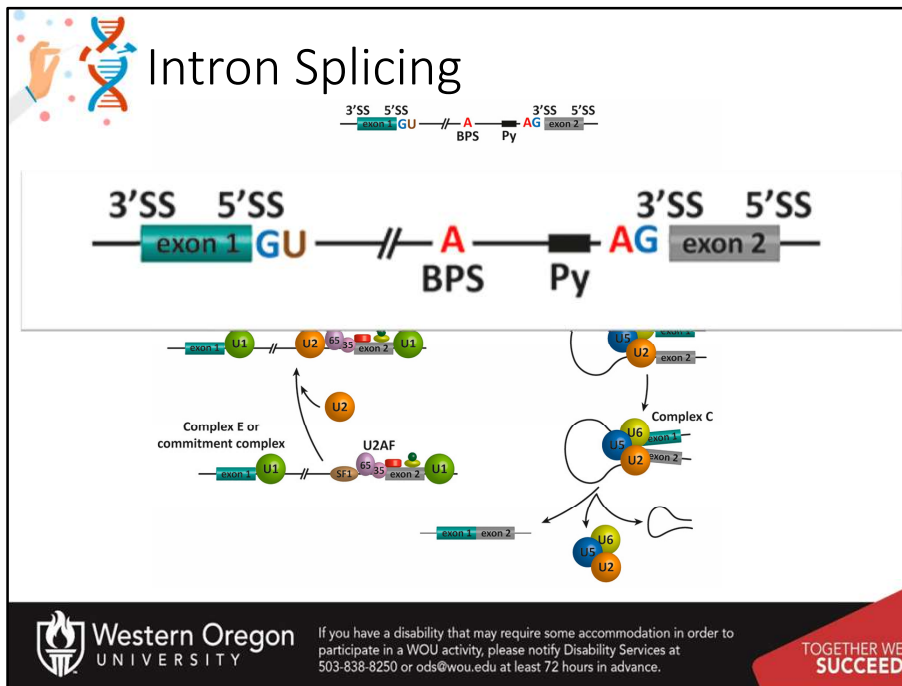 Intron Splicing
3'SS 5'SS 3'SS 5'SS
exon 1 GU A AG exon 2
BPS Py
3'SS 5'SS 3'SS 5'SS
exon 1 GU A AG exon 2
BPS Py
exon 1 U1 U2 65 35 exon 2 U1
U5 U2 exon 1 exon 2
U2
Complex E or
commitment complex
U2AF
exon 1 U1 SF1 65 35 exon 2 U1
Complex C
U6 exon 1
U5 U2 exon 2
exon 1 exon 2
U6
U5
U2
Western Oregon
UNIVERSITY
If you have a disability that may require some accommodation in order to
participate in a WOU activity, please notify Disability Services at
503-838-8250 or ods@wou.edu at least 72 hours in advance.
TOGETHER WE
SUCCEED